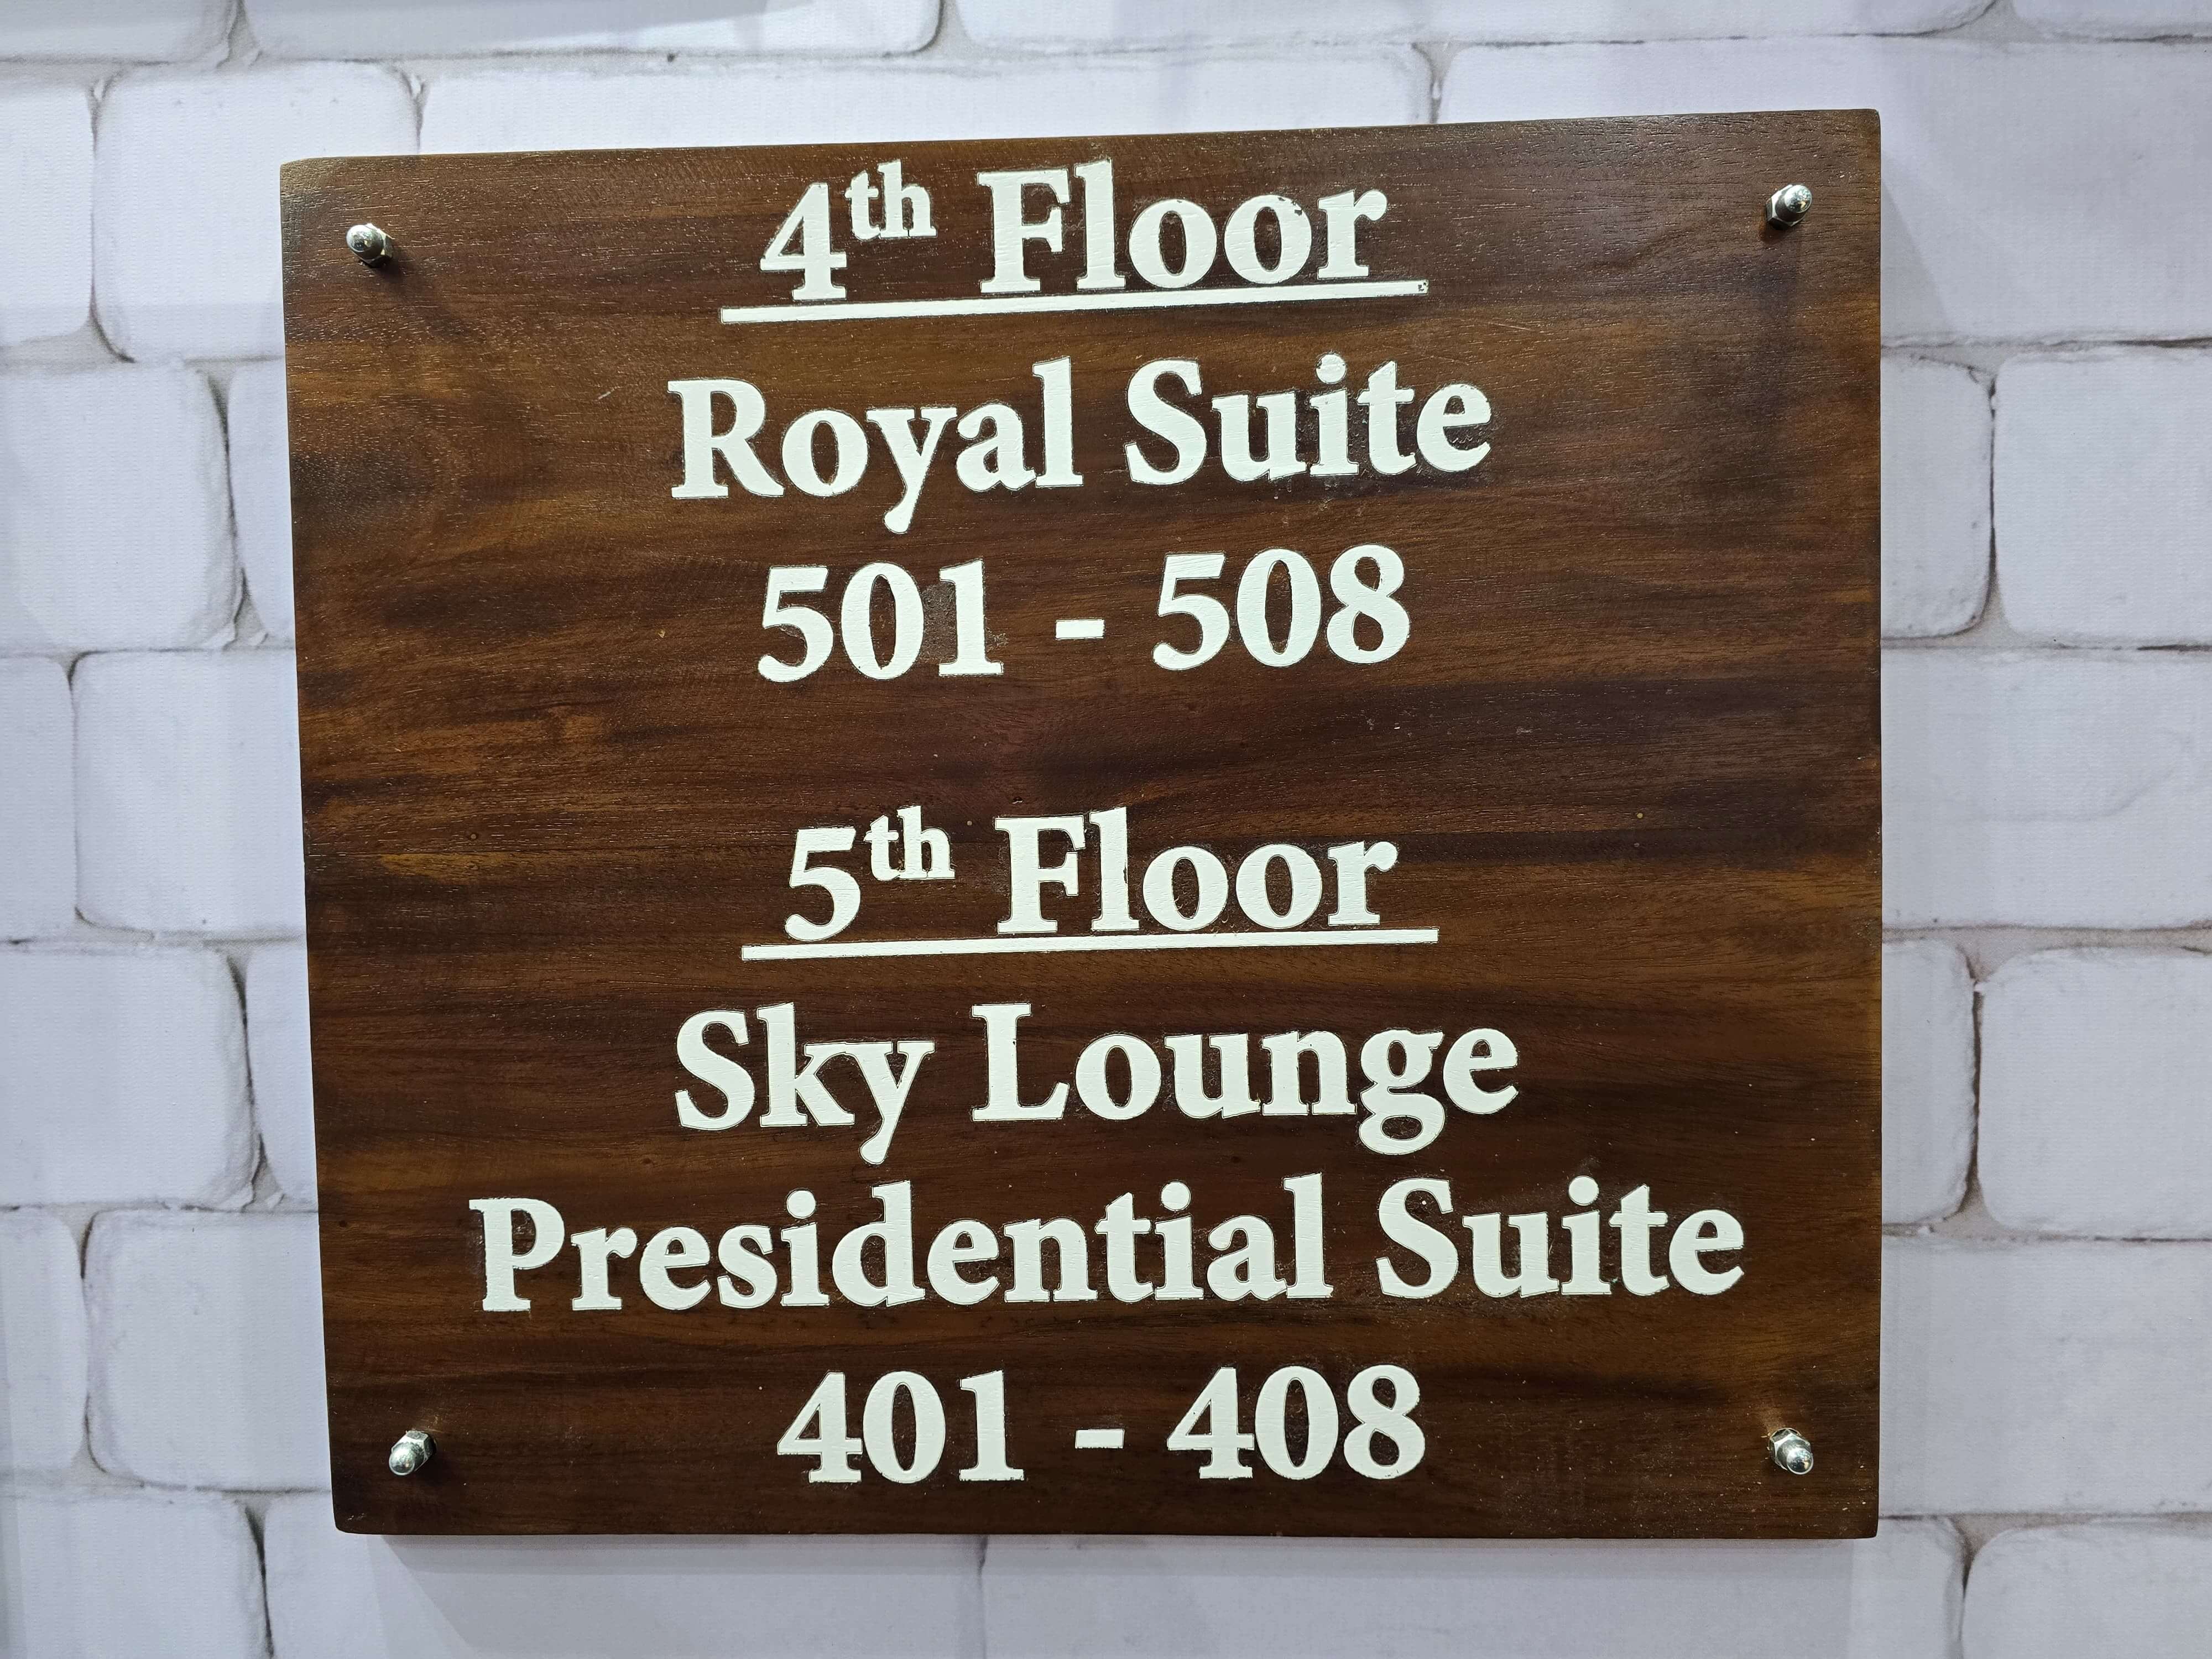 4th Floor
Royal Suite
501 - 508
5th Floor
Sky Lounge
Presidential Suite
401 - 408